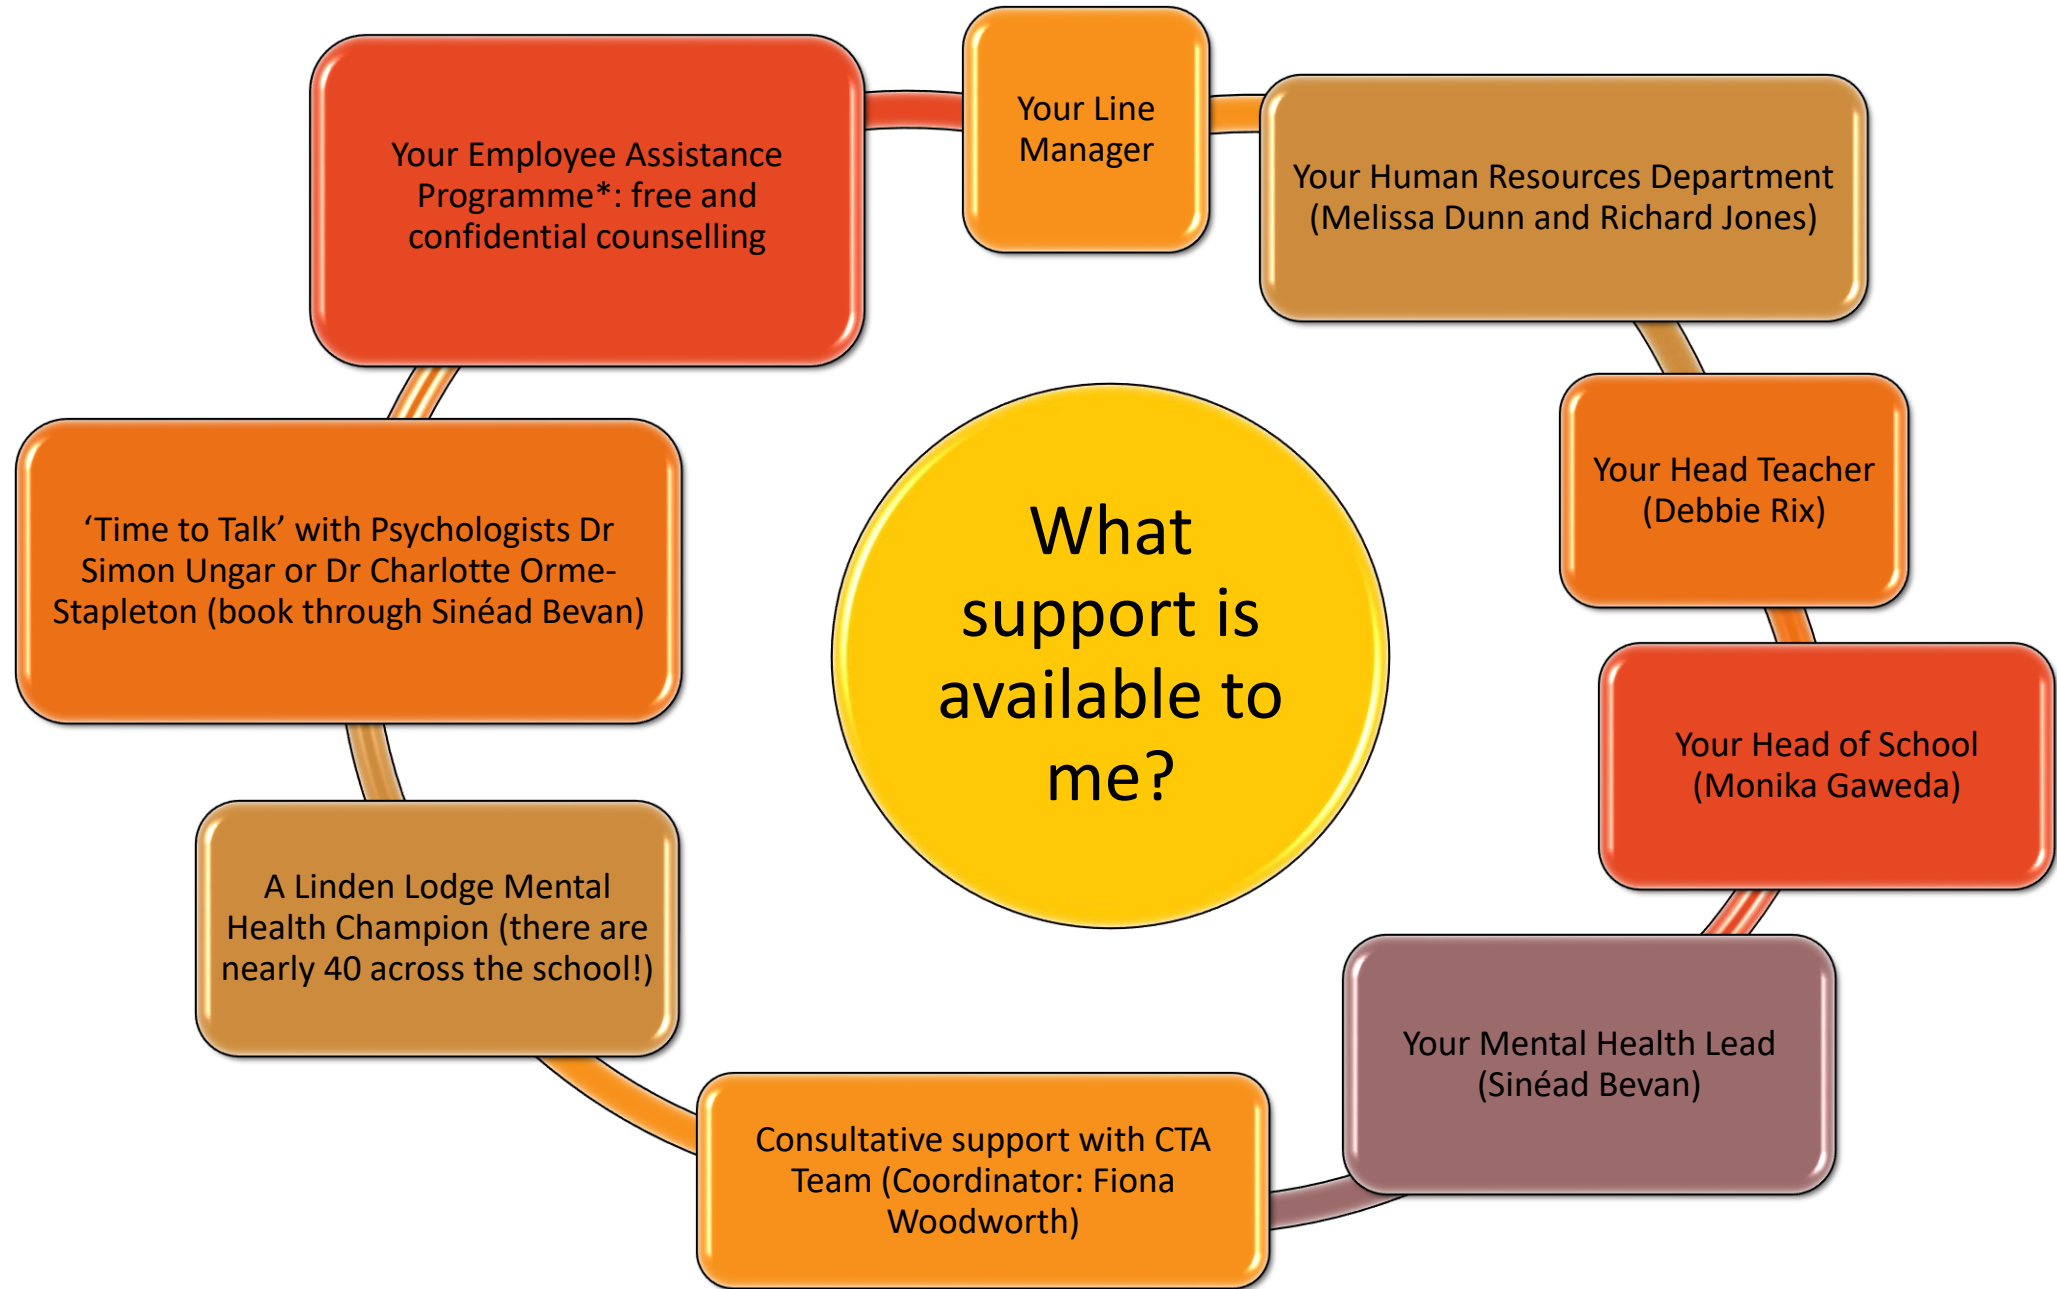 Your Line
Manager
Your Human Resources Department
(Melissa Dunn and Richard Jones)
Your Head Teacher
(Debbie Rix)
Your Head of School
(Monika Gaweda)
Your Mental Health Lead
(Sinéad Bevan)
Consultative support with CTA
Team (Coordinator: Fiona
Woodworth)
A Linden Lodge Mental
Health Champion (there are
nearly 40 across the school!)
‘Time to Talk’ with Psychologists Dr
Simon Ungar or Dr Charlotte Orme-
Stapleton (book through Sinéad Bevan)
Your Employee Assistance
Programme*: free and
confidential counselling
What
support is
available to
me?